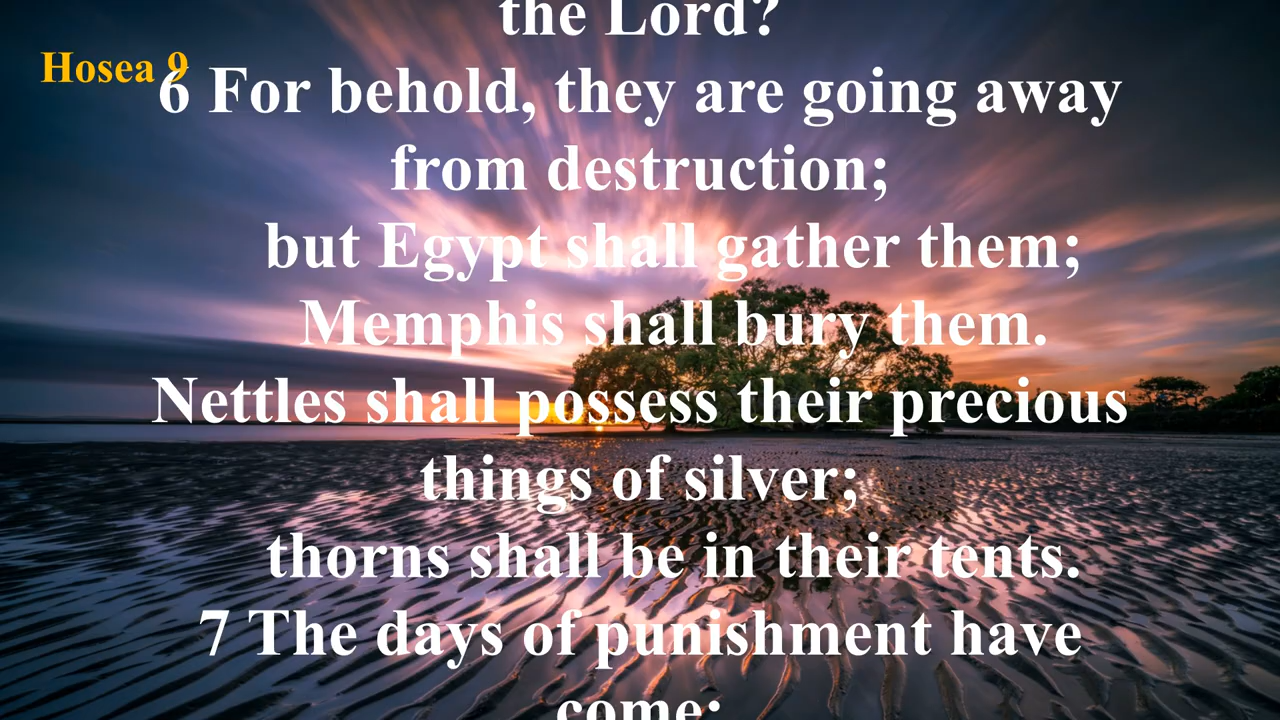 the Lord?
Hosea 9
6 For behold, they are going away
from destruction;
but Egypt shall gather them;
Memphis shall bury them.
Nettles shall possess their precious
things of silver;
thorns shall be in their tents.
7 The days of punishment have
come;